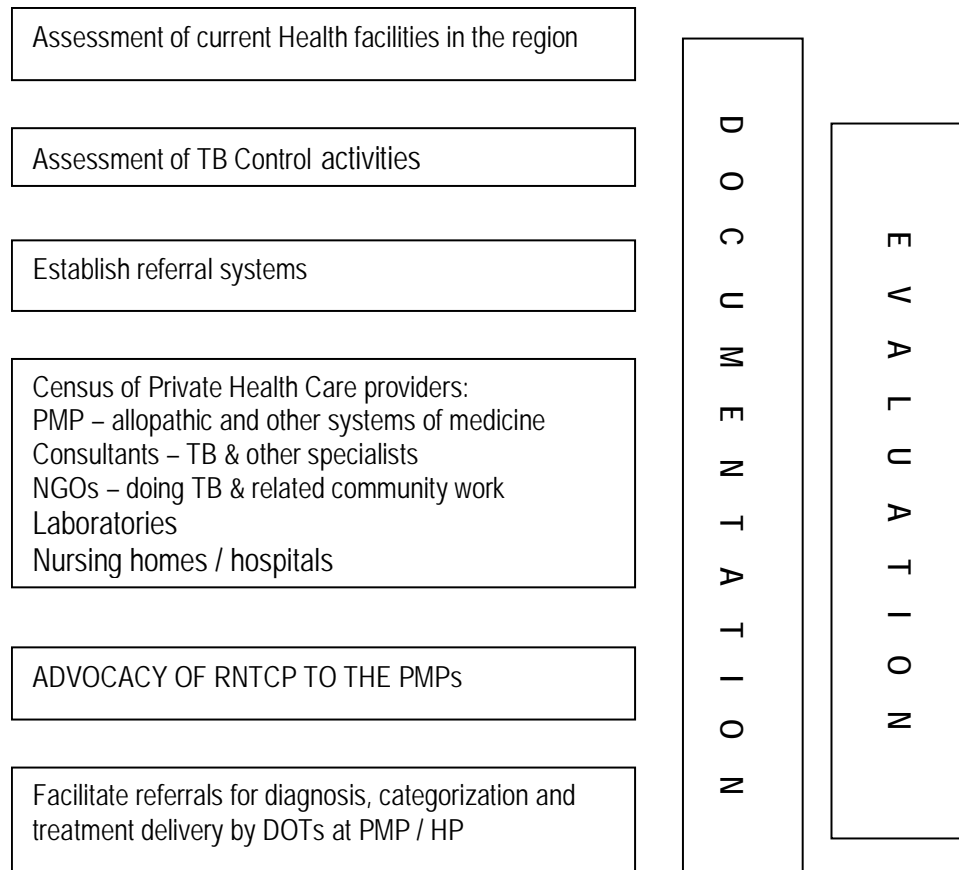 Assessment of current Health facilities in the region
Assessment of TB Control activities
Establish referral systems
Census of Private Health Care providers:
PMP – allopathic and other systems of medicine
Consultants – TB & other specialists
NGOs – doing TB & related community work
Laboratories
Nursing homes / hospitals
ADVOCACY OF RNTCP TO THE PMPs
Facilitate referrals for diagnosis, categorization and
treatment delivery by DOTs at PMP / HP
DOCUMENTATION
EVALUATION